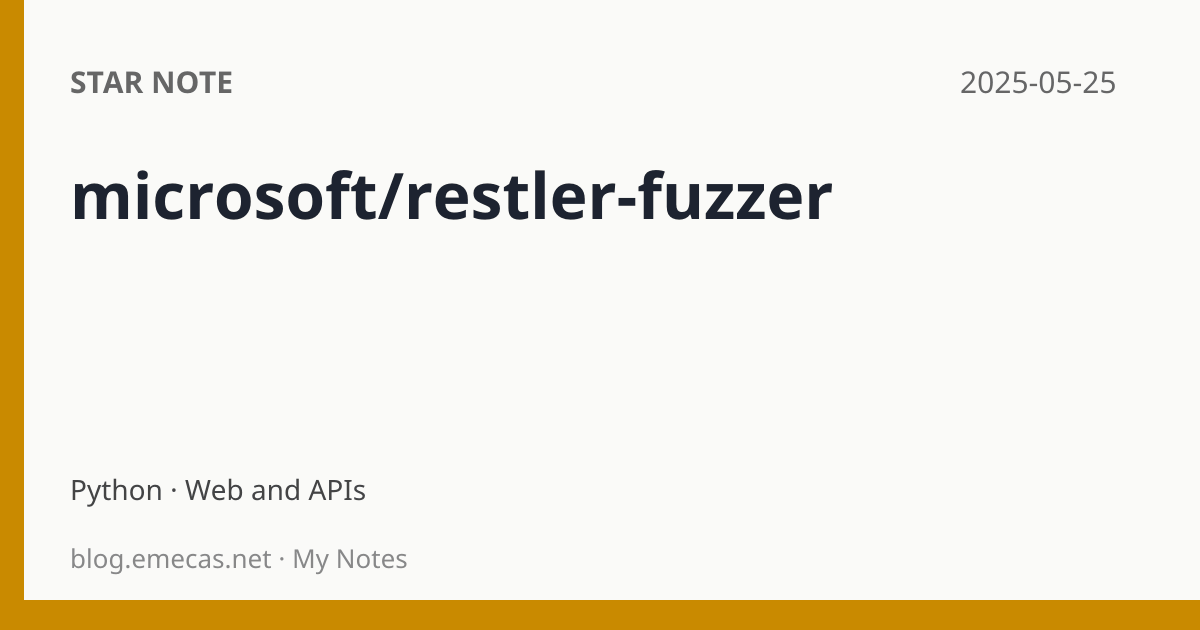 STAR NOTE
2025-05-25
microsoft/restler-fuzzer
Python · Web and APIs
blog.emecas.net · My Notes